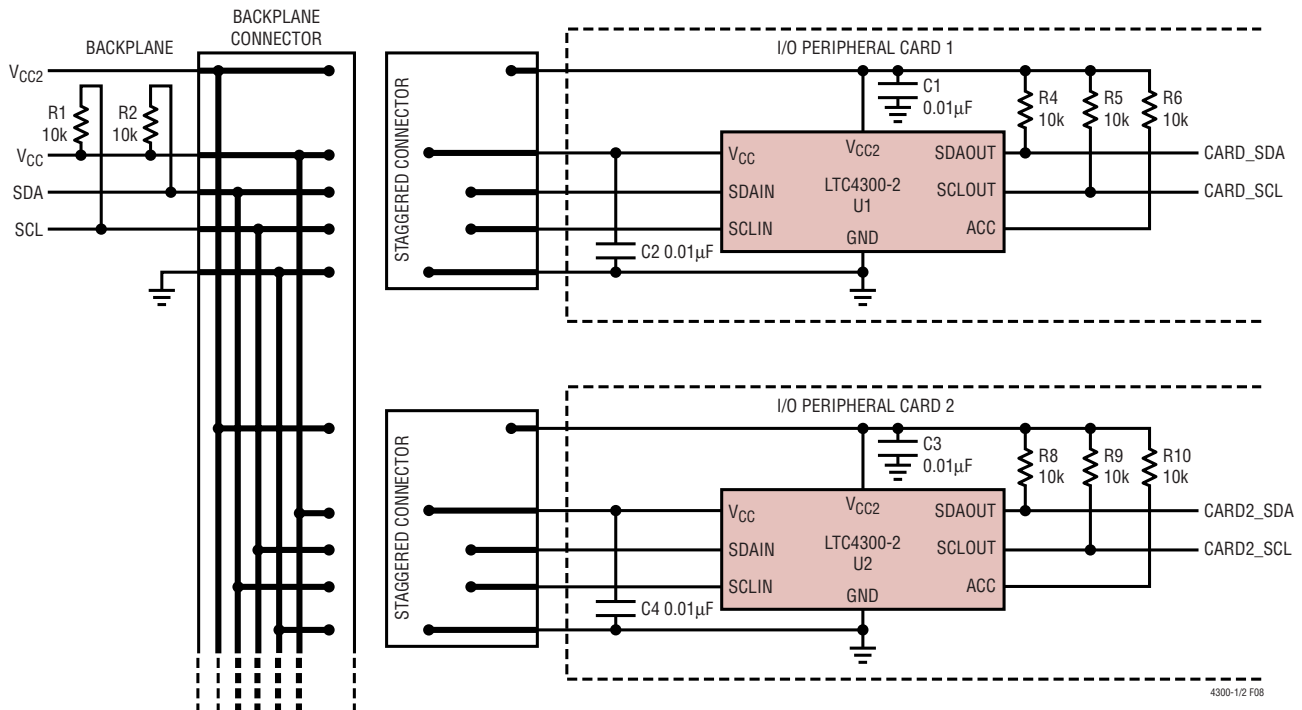 BACKPLANE
BACKPLANE
CONNECTOR
VCC2
R1
10k
R2
10k
VCC
SDA
SCL
STAGGERED CONNECTOR
I/O PERIPHERAL CARD 1
C1
0.01µF
R4
10k
R5
10k
R6
10k
VCC
VCC2
SDAOUT
CARD_SDA
SDAIN
LTC4300-2
U1
SCLOUT
CARD_SCL
SCLIN
GND
ACC
C2 0.01µF
STAGGERED CONNECTOR
I/O PERIPHERAL CARD 2
C3
0.01µF
R8
10k
R9
10k
R10
10k
VCC
VCC2
SDAOUT
CARD2_SDA
SDAIN
LTC4300-2
U2
SCLOUT
CARD2_SCL
SCLIN
GND
ACC
C4 0.01µF
4300-1/2 F08